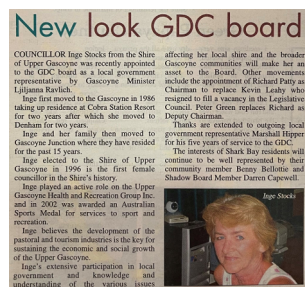 New look GDC board
COUNCILLOR Inge Stocks from the Shire
of Upper Gascoyne was recently appointed
to the GDC board as a local government
representative by Gascoyne Minister
Ljiljanna Ravlich.
Inge first moved to the Gascoyne in 1986
taking up residence at Cobra Station Resort
for two years after which she moved to
Denham for two years.
Inge and her family then moved to
Gascoyne Junction where they have resided
for the past 15 years.
Inge elected to the Shire of Upper
Gascoyne in 1996 is the first female
councillor in the Shire's history.
Inge played an active role on the Upper
Gascoyne Health and Recreation Group Inc.
and in 2002 was awarded an Australian
Sports Medal for services to sport and
recreation.
Inge believes the development of the
pastoral and tourism industries is the key for
sustaining the economic and social growth
of the Upper Gascoyne.
Inge's extensive participation in local
government and knowledge and
understanding of the various issues
affecting her local shire and the broader
Gascoyne communities will make her an
asset to the Board. Other movements
include the appointment of Richard Patty as
Chairman to replace Kevin Leahy who
resigned to fill a vacancy in the Legislative
Council. Peter Green replaces Richard as
Deputy Chairman.
Thanks are extended to outgoing local
government representative Marshall Hipper
for his five years of service to the GDC.
The interests of Shark Bay residents will
continue to be well represented by their
community member Benny Bellottie and
Shadow Board Member Darren Capewell.
Inge Stocks